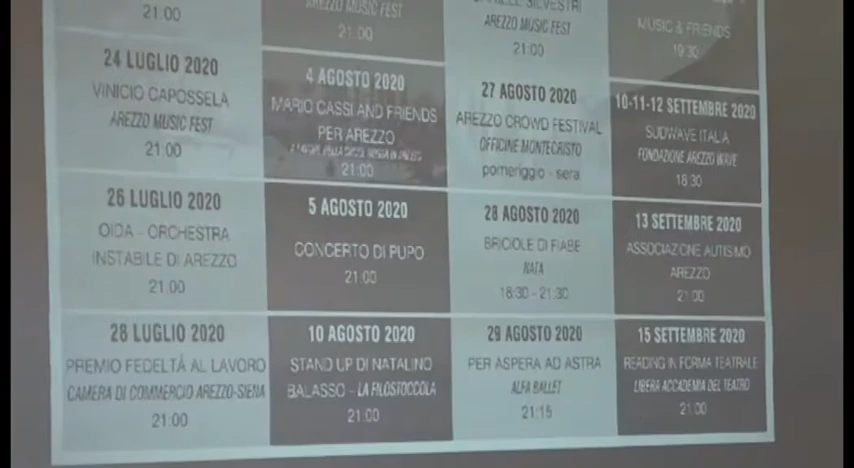 21:00
24 LUGLIO 2020
VINICIO CAPOSSELA
AREZZO MUSIC FEST
21:00
26 LUGLIO 2020
OIDA - ORCHESTRA
INSTABILE DI AREZZO
21:00
28 LUGLIO 2020
PREMIO FEDELTÀ AL LAVORO
CAMERA DI COMMERCIO AREZZO-SIENA
21:00
AREZZO MUSIC FEST
21:00
4 AGOSTO 2020
MARIO CASSI AND FRIENDS
PER AREZZO
21:00
5 AGOSTO 2020
CONCERTO DI PUPO
21:00
10 AGOSTO 2020
STAND UP DI NATALINO
BALASSO - LA FILOSTOCCOLA
21:00
SILVESTRI
AREZZO MUSIC FEST
21:00
27 AGOSTO 2020
AREZZO CROWD FESTIVAL
OFFICINE MONTECRISTO
pomeriggio - sera
28 AGOSTO 2020
BRICIOLE DI FIABE
NATA
18:30 - 21:30
29 AGOSTO 2020
PER ASPERA AD ASTRA
ALFA BALLET
21:15
MUSIC & FRIENDS
19:30
10-11-12 SETTEMBRE 2020
SUDWAVE ITALIA
FONDAZIONE AREZZO WAVE
18:30
13 SETTEMBRE 2020
ASSOCIAZIONE AUTISMO
AREZZO
21:00
15 SETTEMBRE 2020
READING IN FORMA TEATRALE
LIBERA ACCADEMIA DEL TEATRO
21:00